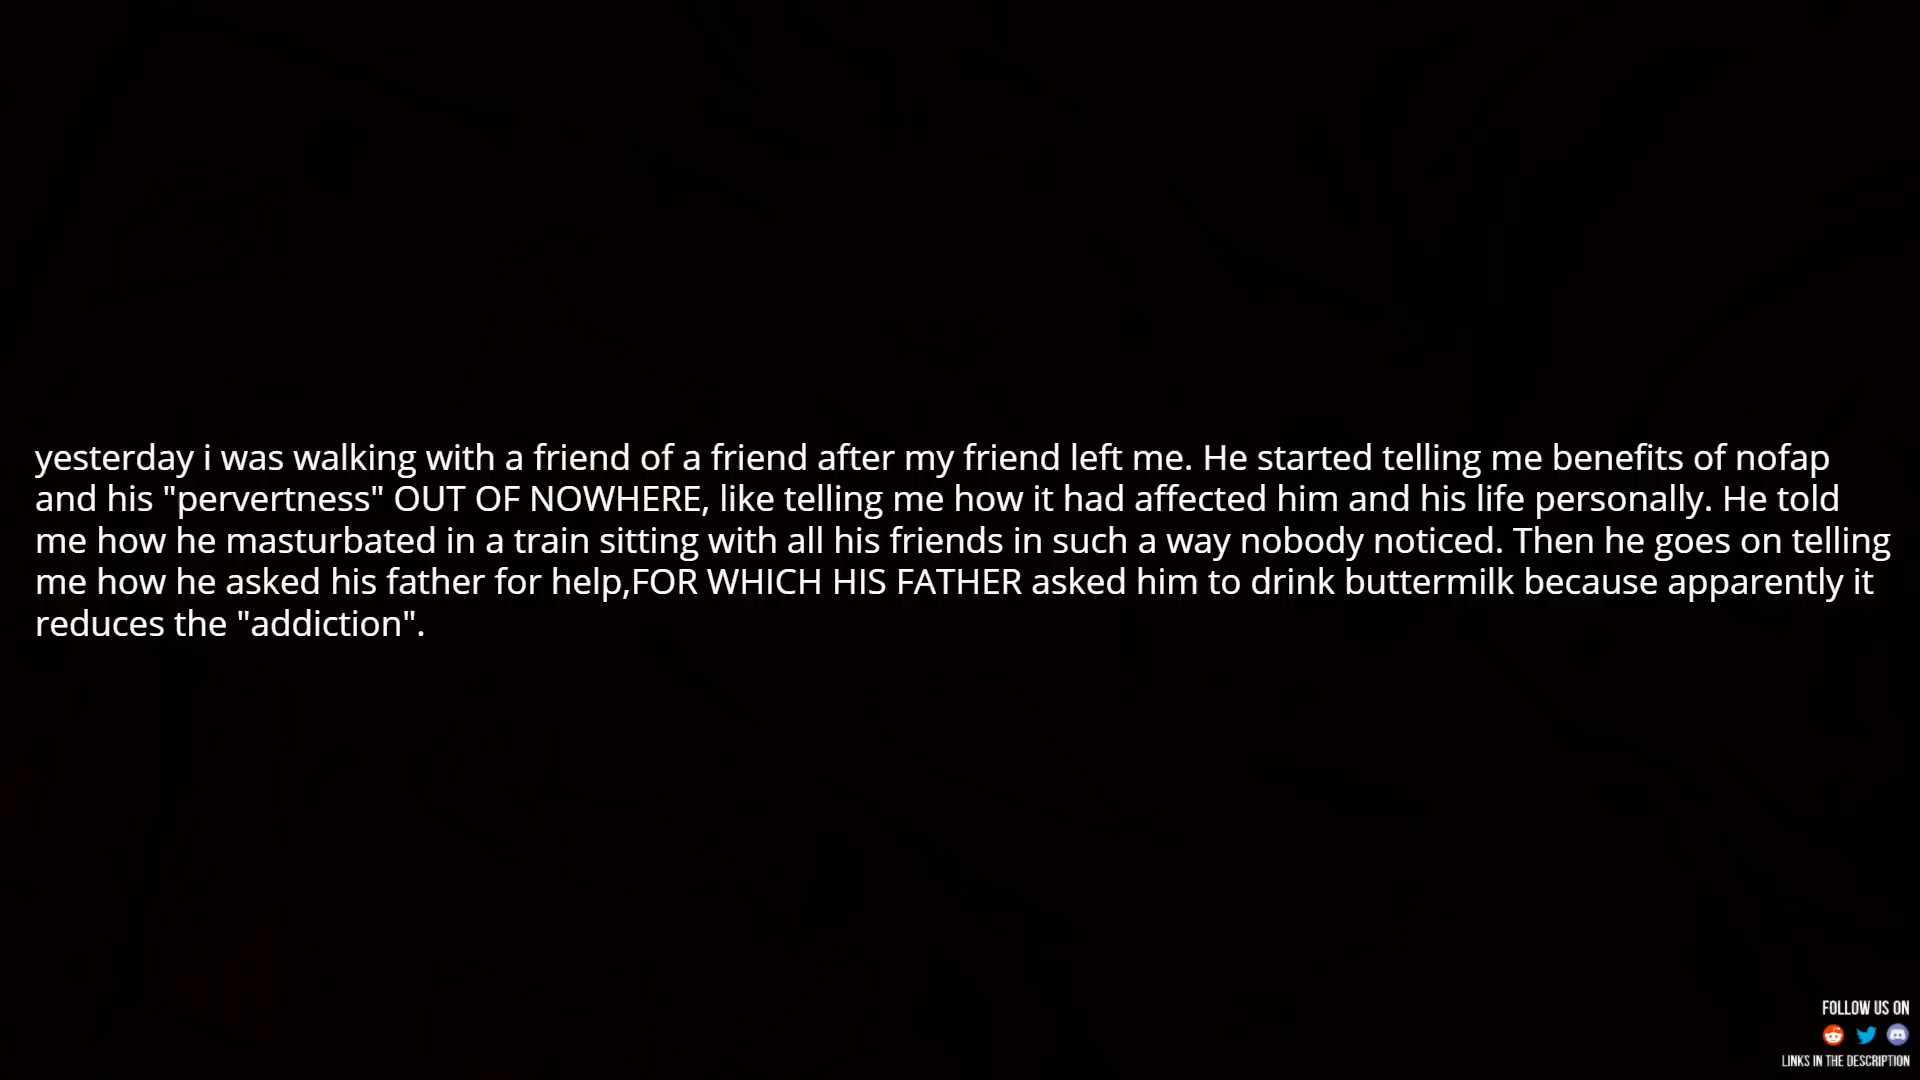 yesterday i was walking with a friend of a friend after my friend left me. He started telling me benefits of nofap
and his "pervertness" OUT OF NOWHERE, like telling me how it had affected him and his life personally. He told
me how he masturbated in a train sitting with all his friends in such a way nobody noticed. Then he goes on telling
me how he asked his father for help,FOR WHICH HIS FATHER asked him to drink buttermilk because apparently it
reduces the "addiction".
FOLLOW US ON
LINKS IN THE DESCRIPTION